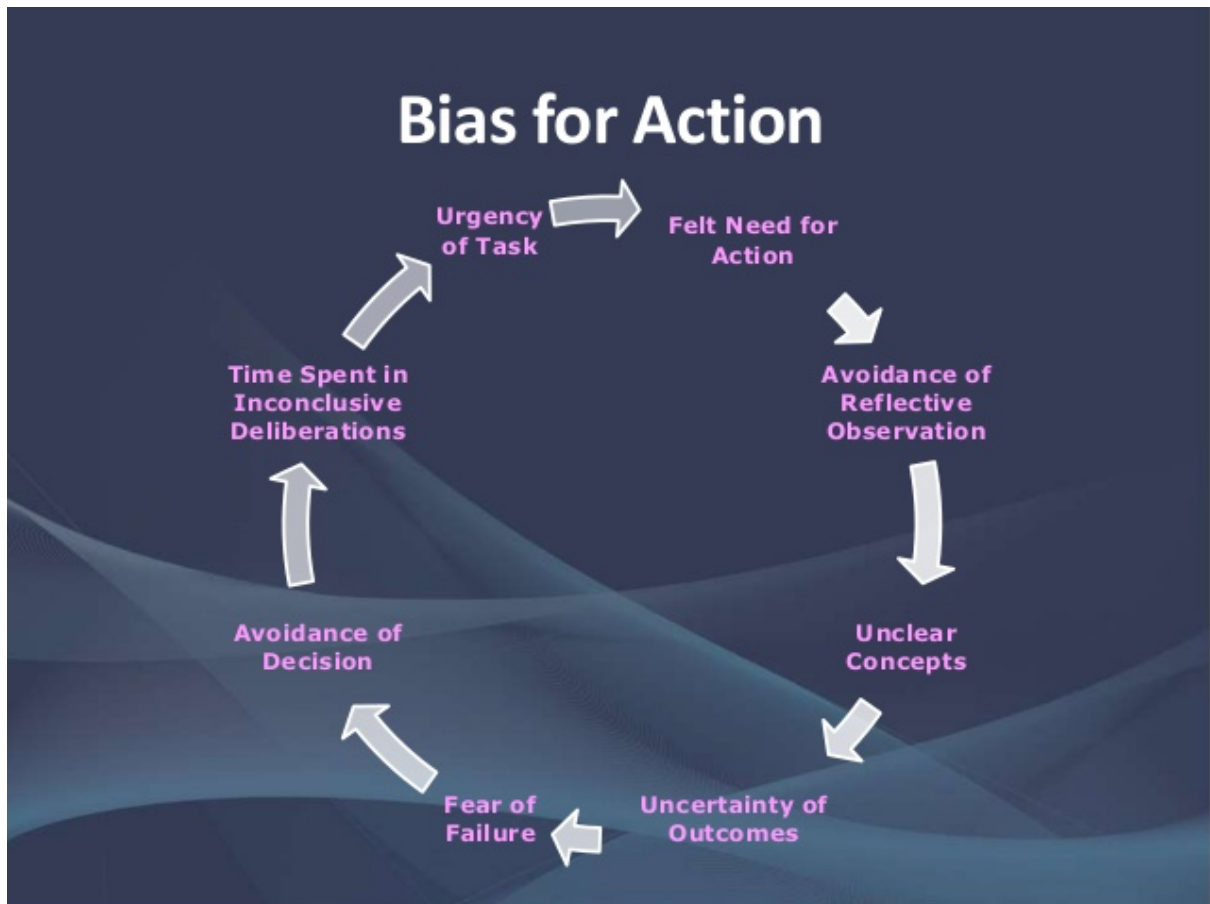 Bias for Action
Urgency
of Task
Felt Need for
Action
Avoidance of
Reflective
Observation
Unclear
Concepts
Uncertainty of
Outcomes
Fear of
Failure
Avoidance of
Decision
Time Spent in
Inconclusive
Deliberations